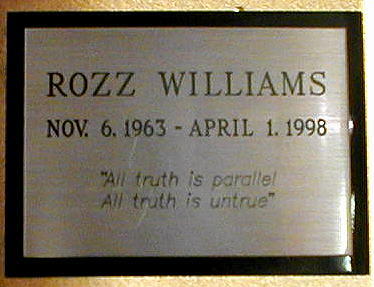 ROZZ WILLIAMS
NOV. 6, 1963 - APRIL 1. 1998
"All truth is parallel
All truth is untrue"